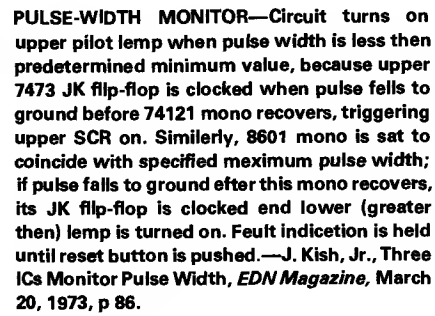 PULSE-WIDTH MONITOR—Circuit turns on
upper pilot lemp when pulse width is less then
predetermined minimum value, because upper
7473 JK flip-flop is clocked when pulse fells to
ground before 74121 mono recovers, triggering
upper SCR on. Similerly, 8601 mono is sat to
coincide with specified meximum pulse width;
if pulse falls to ground efter this mono recovers,
its JK flip-flop is clocked end lower (greater
then) lemp is turned on. Feult indicetion is held
until reset button is pushed.—J. Kish, Jr., Three
ICs Monitor Pulse Width, EDN Magazine, March
20, 1973, p 86.